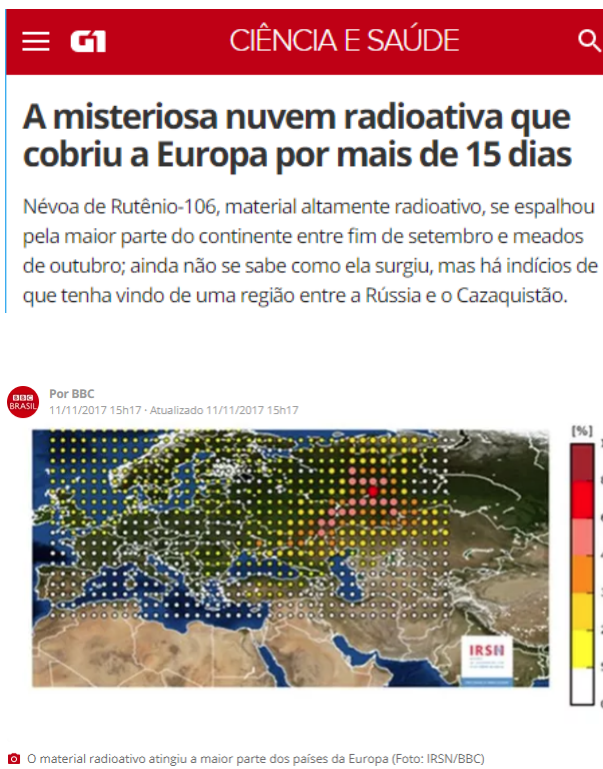 G1 CIÊNCIA E SAÚDE
A misteriosa nuvem radioativa que
cobriu a Europa por mais de 15 dias
Névoa de Rutênio-106, material altamente radioativo, se espalhou
pela maior parte do continente entre fim de setembro e meados
de outubro; ainda não se sabe como ela surgiu, mas há indícios de
que tenha vindo de uma região entre a Rússia e o Cazaquistão.
BBC
BRASIL
Por BBC
11/11/2017 15h17 · Atualizado 11/11/2017 15h17
[%]
IRSN
O material radioativo atingiu a maior parte dos países da Europa (Foto: IRSN/BBC)